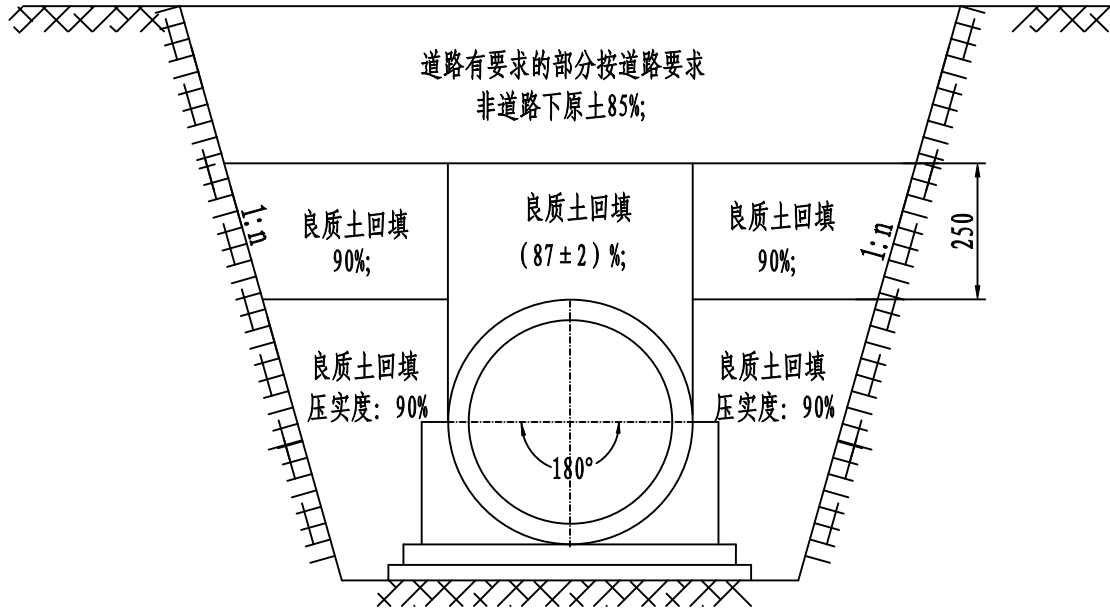 道路有要求的部分按道路要求
非道路下原土85%;
良质土回填
90%;
良质土回填
(87±2)%;
良质土回填
90%;
1:n
1:n
250
良质土回填
压实度：90%
良质土回填
压实度：90%
180°